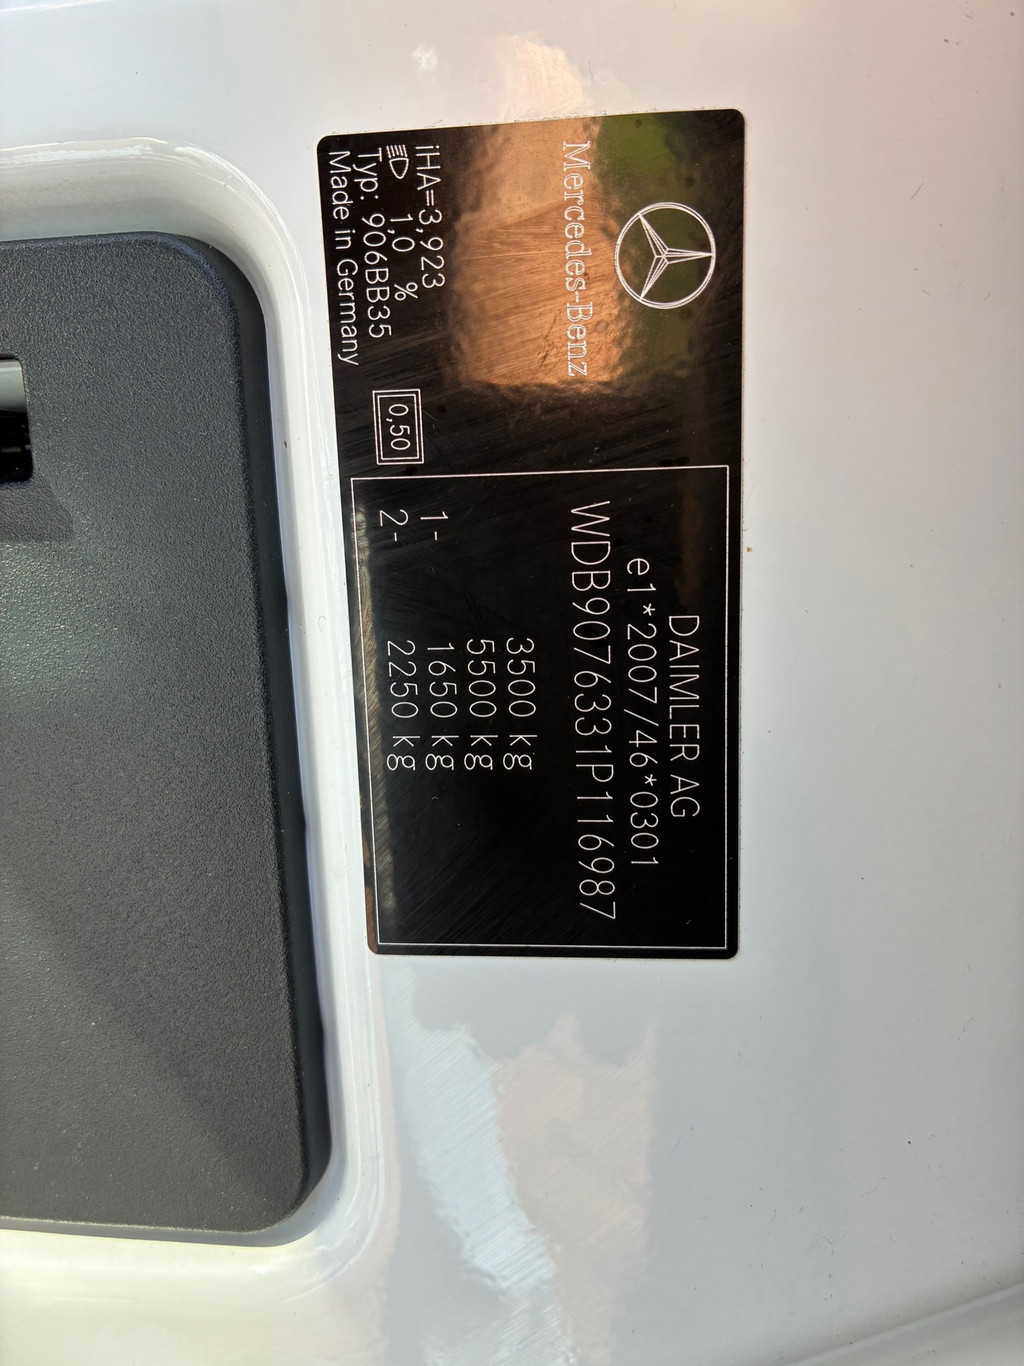 Mercedes-Benz
iHA=3,923
1,0 %
Typ: 906BB35
Made in Germany
0,50
DAIMLER AG
e1*2007/46*0301
WDB9076331P116987
3500 kg
5500 kg
1- 1650 kg
2- 2250 kg